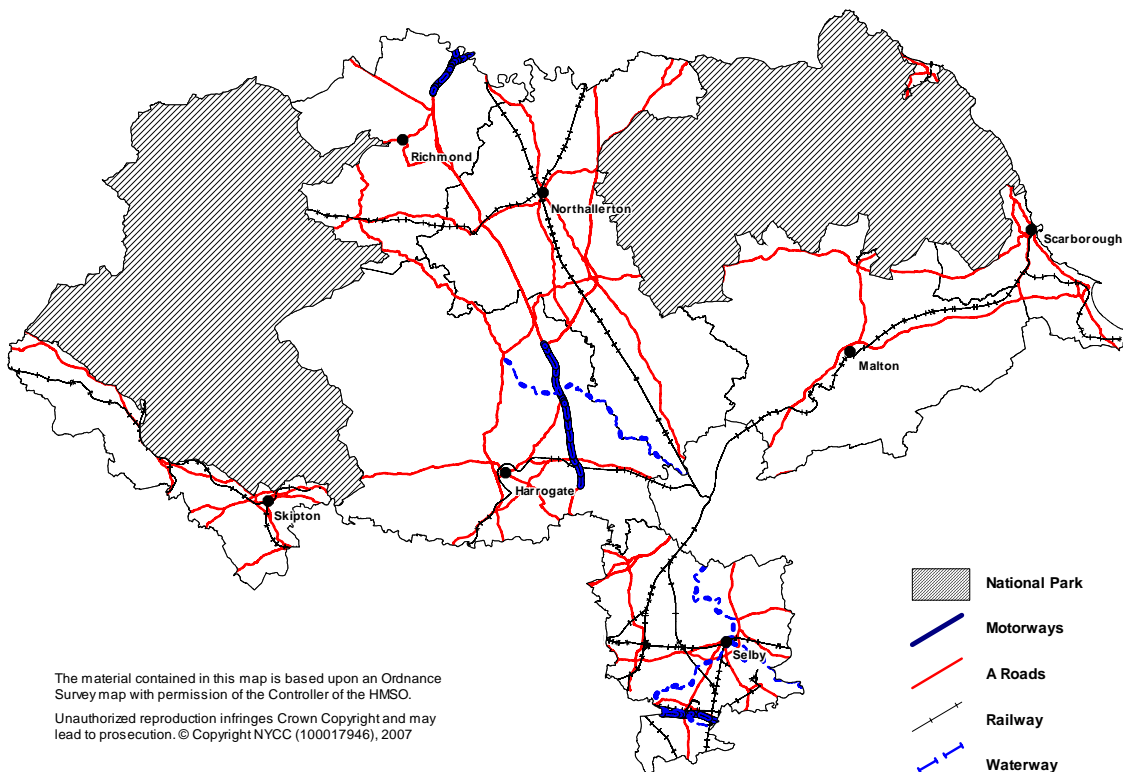 Richmond
Northallerton
Scarborough
Malton
Harrogate
Skipton
Selby
National Park
Motorways
A Roads
Railway
Waterway
The material contained in this map is based upon an Ordnance
Survey map with permission of the Controller of the HMSO.
Unauthorized reproduction infringes Crown Copyright and may
lead to prosecution. © Copyright NYCC (100017946), 2007